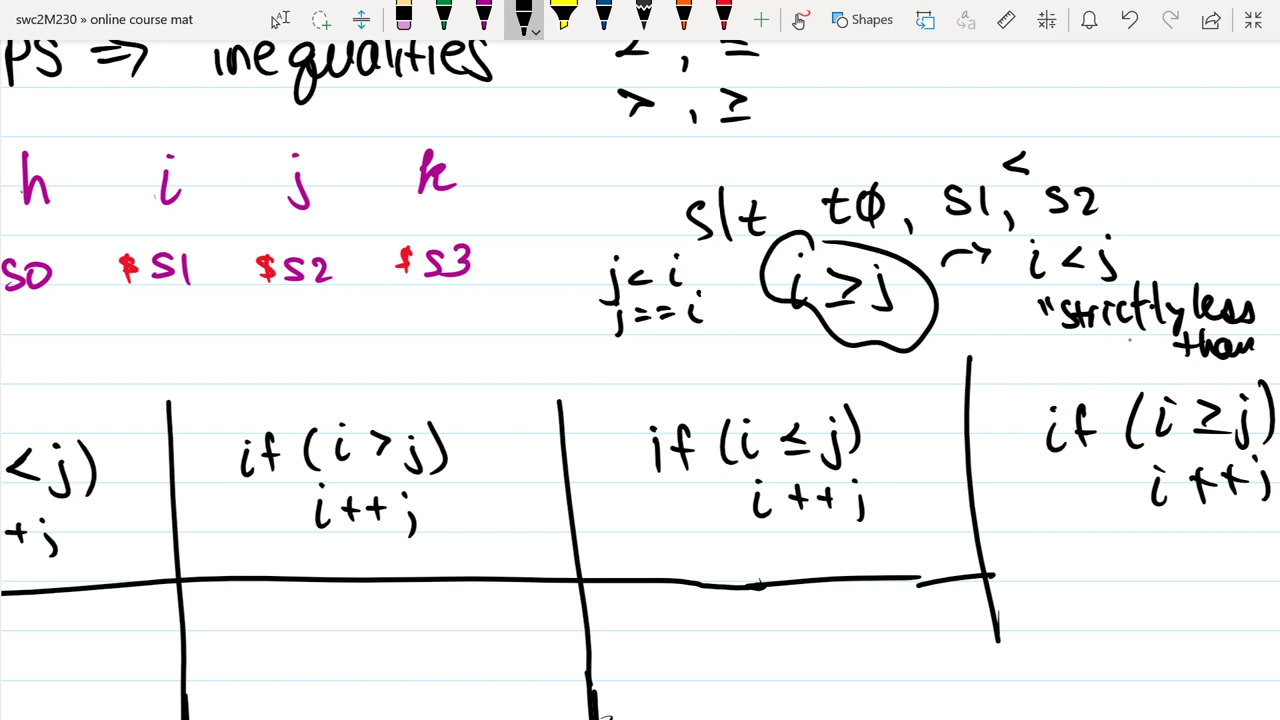 swc2M230 » online course mat
Shapes
PS => inequalities < , ≤
> , ≥
h i j k
<
slt t0, s1, s2
s0 $ s1 $ s2 $ s3
j < i
j == i
i ≥ j
i < j
"strictly less
than
< j)
+ j
if (i > j)
i++;
if (i ≤ j)
i++;
if (i ≥ j)
i++;